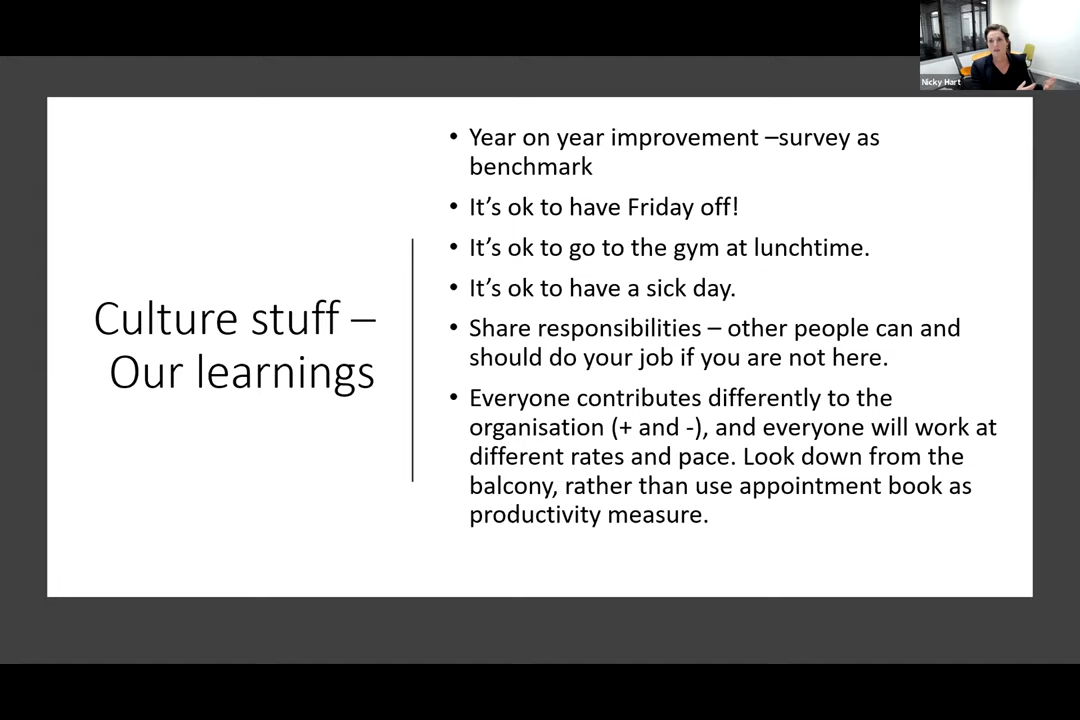 Nicky Hart
Culture stuff –
Our learnings
• Year on year improvement –survey as
benchmark
• It’s ok to have Friday off!
• It’s ok to go to the gym at lunchtime.
• It’s ok to have a sick day.
• Share responsibilities – other people can and
should do your job if you are not here.
• Everyone contributes differently to the
organisation (+ and -), and everyone will work at
different rates and pace. Look down from the
balcony, rather than use appointment book as
productivity measure.